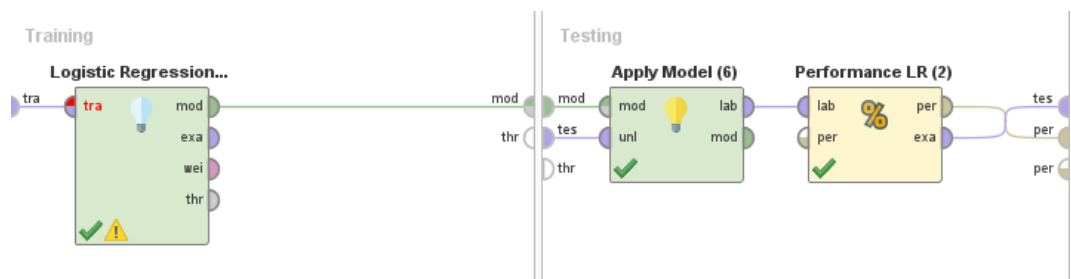 Training
Logistic Regression...
tra
tra
mod
exa
wei
thr
mod
thr
Testing
Apply Model (6)
Performance LR (2)
mod
tes
thr
mod
unl
lab
mod
lab
per
%
per
exa
tes
per
per